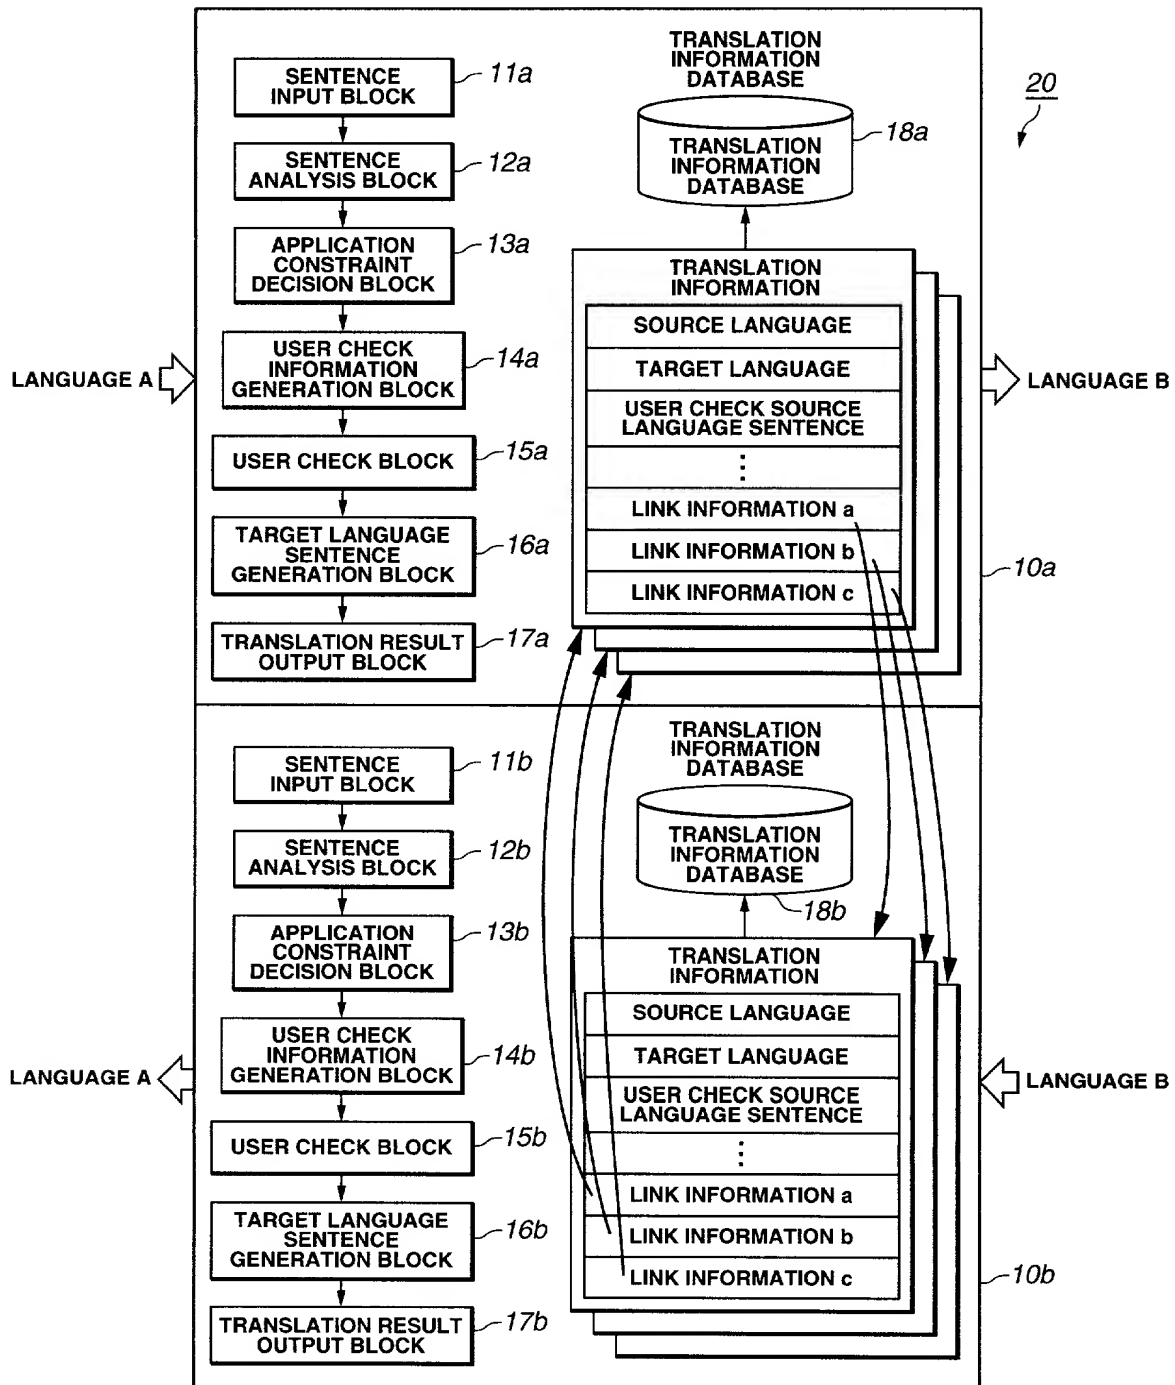 SENTENCE
INPUT BLOCK
11a
SENTENCE
ANALYSIS BLOCK
12a
APPLICATION
CONSTRAINT
DECISION BLOCK
13a
USER CHECK
INFORMATION
GENERATION BLOCK
14a
USER CHECK BLOCK
15a
TARGET LANGUAGE
SENTENCE
GENERATION BLOCK
16a
TRANSLATION RESULT
OUTPUT BLOCK
17a
LANGUAGE A
TRANSLATION
INFORMATION
DATABASE
TRANSLATION
INFORMATION
DATABASE
18a
20
TRANSLATION
INFORMATION
SOURCE LANGUAGE
TARGET LANGUAGE
USER CHECK SOURCE
LANGUAGE SENTENCE
⋮
LINK INFORMATION a
LINK INFORMATION b
LINK INFORMATION c
LANGUAGE B
10a
SENTENCE
INPUT BLOCK
11b
SENTENCE
ANALYSIS BLOCK
12b
APPLICATION
CONSTRAINT
DECISION BLOCK
13b
USER CHECK
INFORMATION
GENERATION BLOCK
14b
USER CHECK BLOCK
15b
TARGET LANGUAGE
SENTENCE
GENERATION BLOCK
16b
TRANSLATION RESULT
OUTPUT BLOCK
17b
LANGUAGE A
TRANSLATION
INFORMATION
DATABASE
TRANSLATION
INFORMATION
DATABASE
18b
TRANSLATION
INFORMATION
SOURCE LANGUAGE
TARGET LANGUAGE
USER CHECK SOURCE
LANGUAGE SENTENCE
⋮
LINK INFORMATION a
LINK INFORMATION b
LINK INFORMATION c
LANGUAGE B
10b